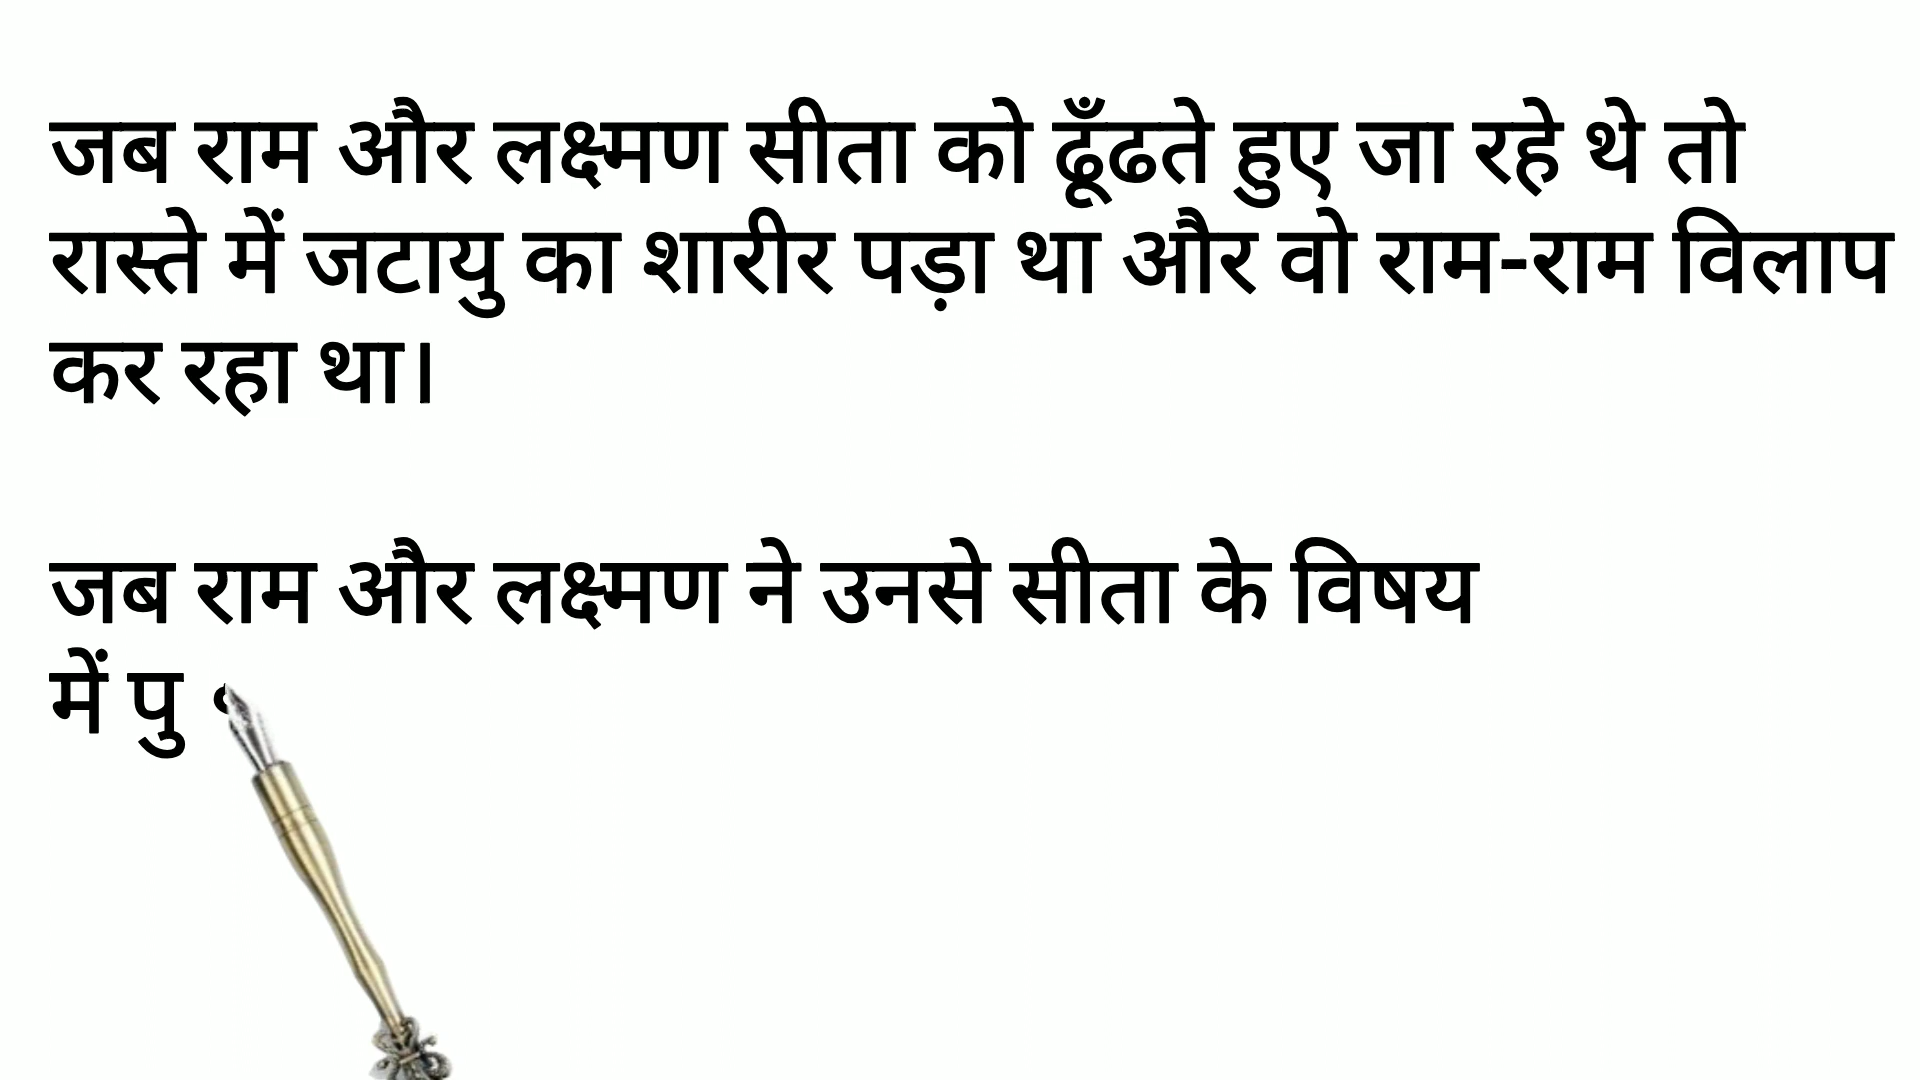 जब राम और लक्ष्मण सीता को ढूँढते हुए जा रहे थे तो
रास्ते में जटायु का शारीर पड़ा था और वो राम-राम विलाप
कर रहा था।
जब राम और लक्ष्मण ने उनसे सीता के विषय
में पु